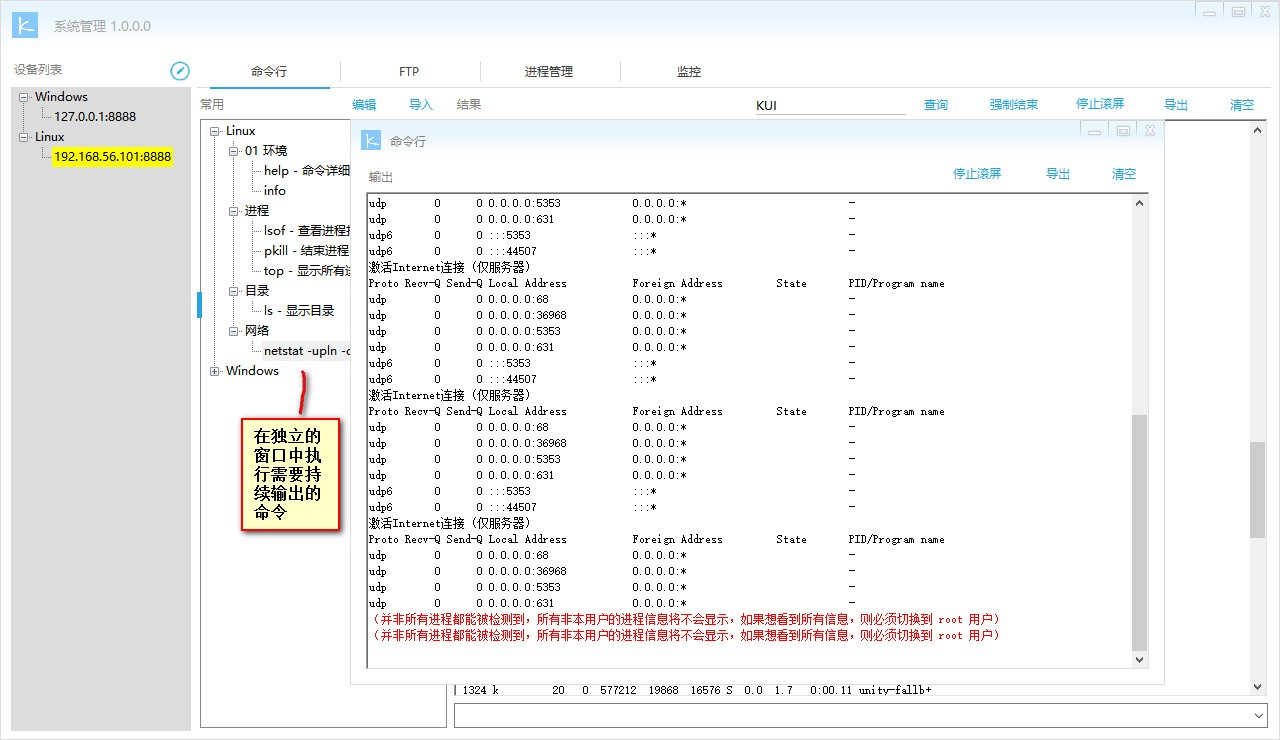 系统管理 1.0.0.0
设备列表
命令行 FTP 进程管理 监控
Windows
127.0.0.1:8888
Linux
192.168.56.101:8888
常用 编辑 导入 结果 KUI 查询 强制结束 停止滚屏 导出 清空
Linux
01 环境
help - 命令详细
info
进程
lsof - 查看进程
pkill - 结束进程
top - 显示所有
目录
ls - 显示目录
网络
netstat -upln
Windows
在独立的
窗口中执
行需要持
续输出的
命令
命令行
输出 停止滚屏 导出 清空
udp 0 0 0.0.0.0:5353 0.0.0.0:* -
udp 0 0 0.0.0.0:631 0.0.0.0:* -
udp6 0 0 :::5353 :::* -
udp6 0 0 :::44507 :::* -
激活Internet连接 (仅服务器)
Proto Recv-Q Send-Q Local Address Foreign Address State PID/Program name
udp 0 0 0.0.0.0:68 0.0.0.0:* -
udp 0 0 0.0.0.0:36968 0.0.0.0:* -
udp 0 0 0.0.0.0:5353 0.0.0.0:* -
udp 0 0 0.0.0.0:631 0.0.0.0:* -
udp6 0 0 :::5353 :::* -
udp6 0 0 :::44507 :::* -
激活Internet连接 (仅服务器)
Proto Recv-Q Send-Q Local Address Foreign Address State PID/Program name
udp 0 0 0.0.0.0:68 0.0.0.0:* -
udp 0 0 0.0.0.0:36968 0.0.0.0:* -
udp 0 0 0.0.0.0:5353 0.0.0.0:* -
udp 0 0 0.0.0.0:631 0.0.0.0:* -
udp6 0 0 :::5353 :::* -
udp6 0 0 :::44507 :::* -
激活Internet连接 (仅服务器)
Proto Recv-Q Send-Q Local Address Foreign Address State PID/Program name
udp 0 0 0.0.0.0:68 0.0.0.0:* -
udp 0 0 0.0.0.0:36968 0.0.0.0:* -
udp 0 0 0.0.0.0:5353 0.0.0.0:* -
udp 0 0 0.0.0.0:631 0.0.0.0:* -
（并非所有进程都能被检测到，所有非本用户的进程信息将不会显示，如果想看到所有信息，则必须切换到 root 用户）
（并非所有进程都能被检测到，所有非本用户的进程信息将不会显示，如果想看到所有信息，则必须切换到 root 用户）
1324 k 20 0 577212 19868 16576 S 0.0 1.7 0:00.11 unity-fallb+